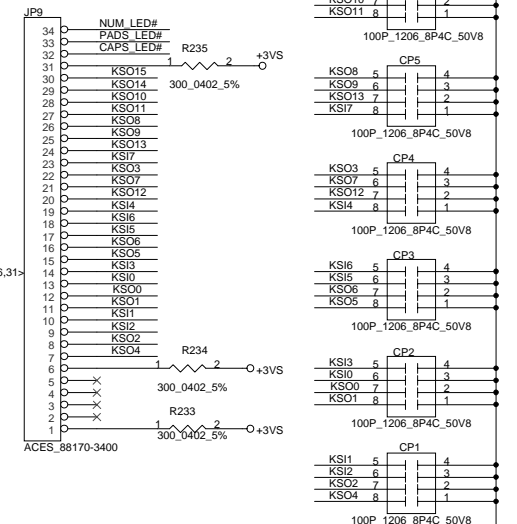 JP9
34 NUM_LED#
33 PADS_LED#
32 CAPS_LED#
31 1 R235 2 +3VS
300_0402_5%
30 KSO15
29 KSO14
28 KSO10
27 KSO11
26 KSO8
25 KSO9
24 KSO13
23 KSI7
22 KSO3
21 KSO7
20 KSO12
19 KSI4
18 KSI6
17 KSI5
16 KSO6
15 KSO5
14 KSI3
13 KSI0
12 KSO0
11 KSO1
10 KSI1
9 KSI2
8 KSO2
7 KSO4
6 1 R234 2 +3VS
300_0402_5%
5
4
3
2
R233
1 1 2 +3VS
300_0402_5%
ACES_88170-3400
6,31>
KSO10 7 2
KSO11 8 1
100P_1206_8P4C_50V8
CP5
KSO8 5 4
KSO9 6 3
KSO13 7 2
KSI7 8 1
100P_1206_8P4C_50V8
CP4
KSO3 5 4
KSO7 6 3
KSO12 7 2
KSI4 8 1
100P_1206_8P4C_50V8
CP3
KSI6 5 4
KSI5 6 3
KSO6 7 2
KSO5 8 1
100P_1206_8P4C_50V8
CP2
KSI3 5 4
KSI0 6 3
KSO0 7 2
KSO1 8 1
100P_1206_8P4C_50V8
CP1
KSI1 5 4
KSI2 6 3
KSO2 7 2
KSO4 8 1
100P_1206_8P4C_50V8